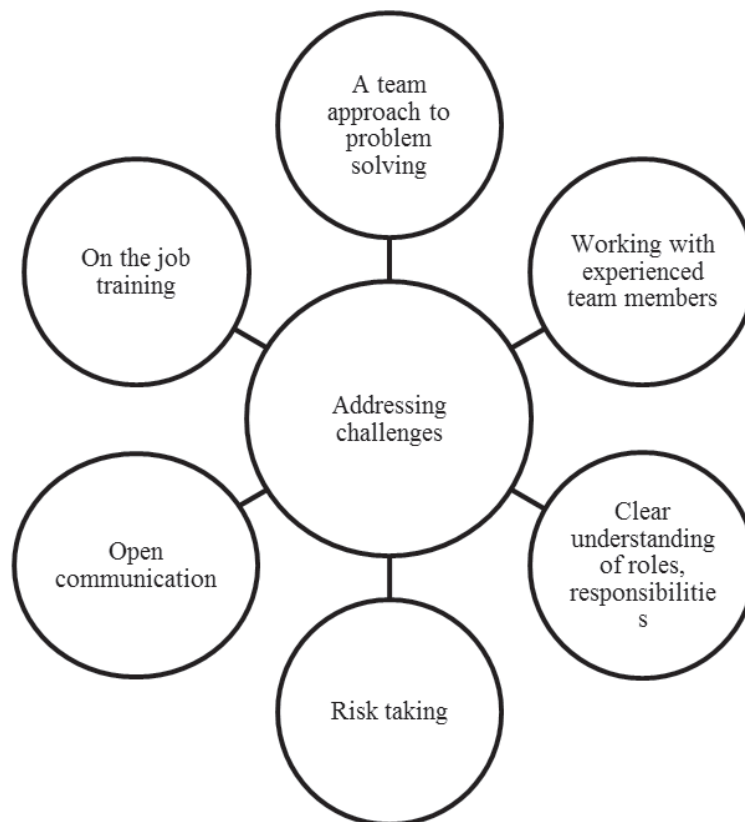 A team
approach to
problem
solving
On the job
training
Working with
experienced
team members
Addressing
challenges
Open
communication
Clear
understanding
of roles,
responsibilitie
s
Risk taking